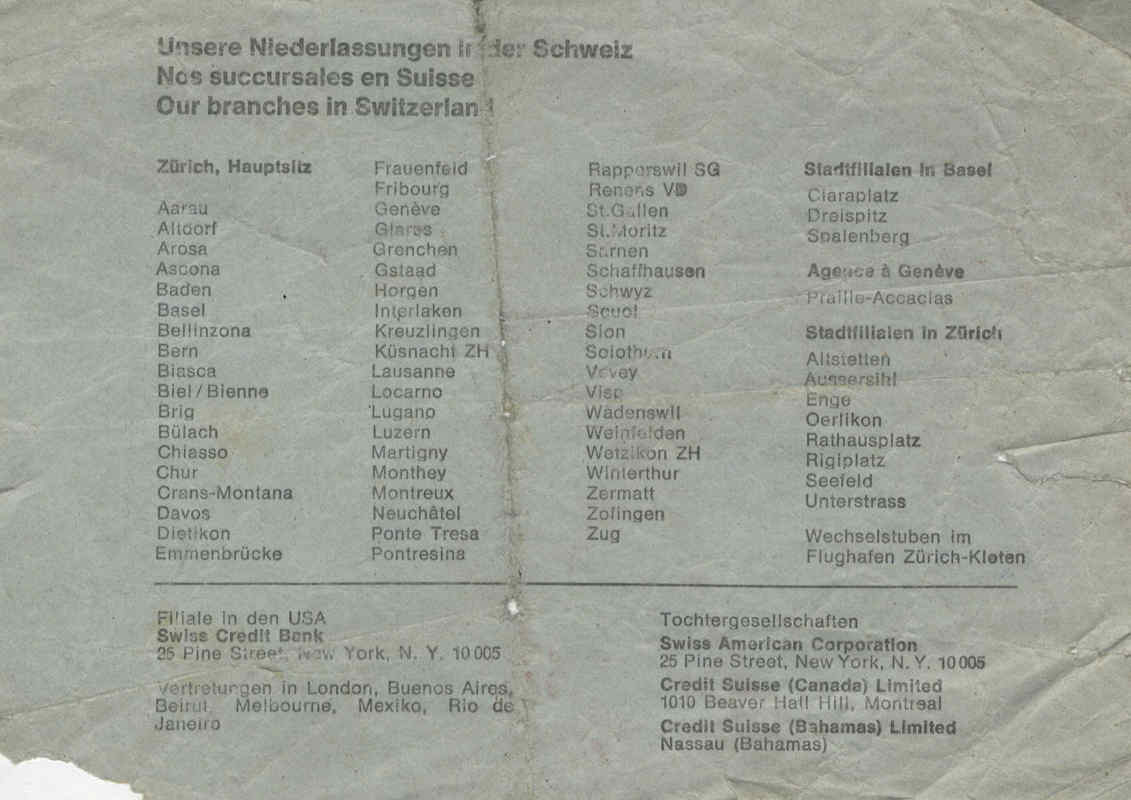 Unsere Niederlassungen in der Schweiz
Nos succursales en Suisse
Our branches in Switzerland
Zürich, Hauptsitz
Aarau
Altdorf
Arosa
Ascona
Baden
Basel
Bellinzona
Bern
Biasca
Biel/Bienne
Brig
Bülach
Chiasso
Chur
Crans-Montana
Davos
Dietikon
Emmenbrücke
Frauenfeld
Fribourg
Genève
Glarus
Grenchen
Gstaad
Horgen
Interlaken
Kreuzlingen
Küsnacht ZH
Lausanne
Locarno
Lugano
Luzern
Martigny
Monthey
Montreux
Neuchâtel
Ponte Tresa
Pontresina
Rapperswil SG
Renens VD
St.Gallen
St.Moritz
Sarnen
Schaffhausen
Schwyz
Scuol
Sion
Solothurn
Vevey
Visp
Wädenswil
Weinfelden
Wetzikon ZH
Winterthur
Zermatt
Zofingen
Zug
Stadtfilialen in Basel
Claraplatz
Dreispitz
Spalenberg
Agence à Genève
Praille-Accacias
Stadtfilialen in Zürich
Altstetten
Aussersihl
Enge
Oerlikon
Rathausplatz
Rigiplatz
Seefeld
Unterstrass
Wechselstuben im
Flughafen Zürich-Kloten
Filiale in den USA
Swiss Credit Bank
25 Pine Street, New York, N. Y. 10005
Vertretungen in London, Buenos Aires,
Beirut, Melbourne, Mexiko, Rio de
Janeiro
Tochtergesellschaften
Swiss American Corporation
25 Pine Street, New York, N. Y. 10005
Credit Suisse (Canada) Limited
1010 Beaver Hall Hill, Montreal
Credit Suisse (Bahamas) Limited
Nassau (Bahamas)